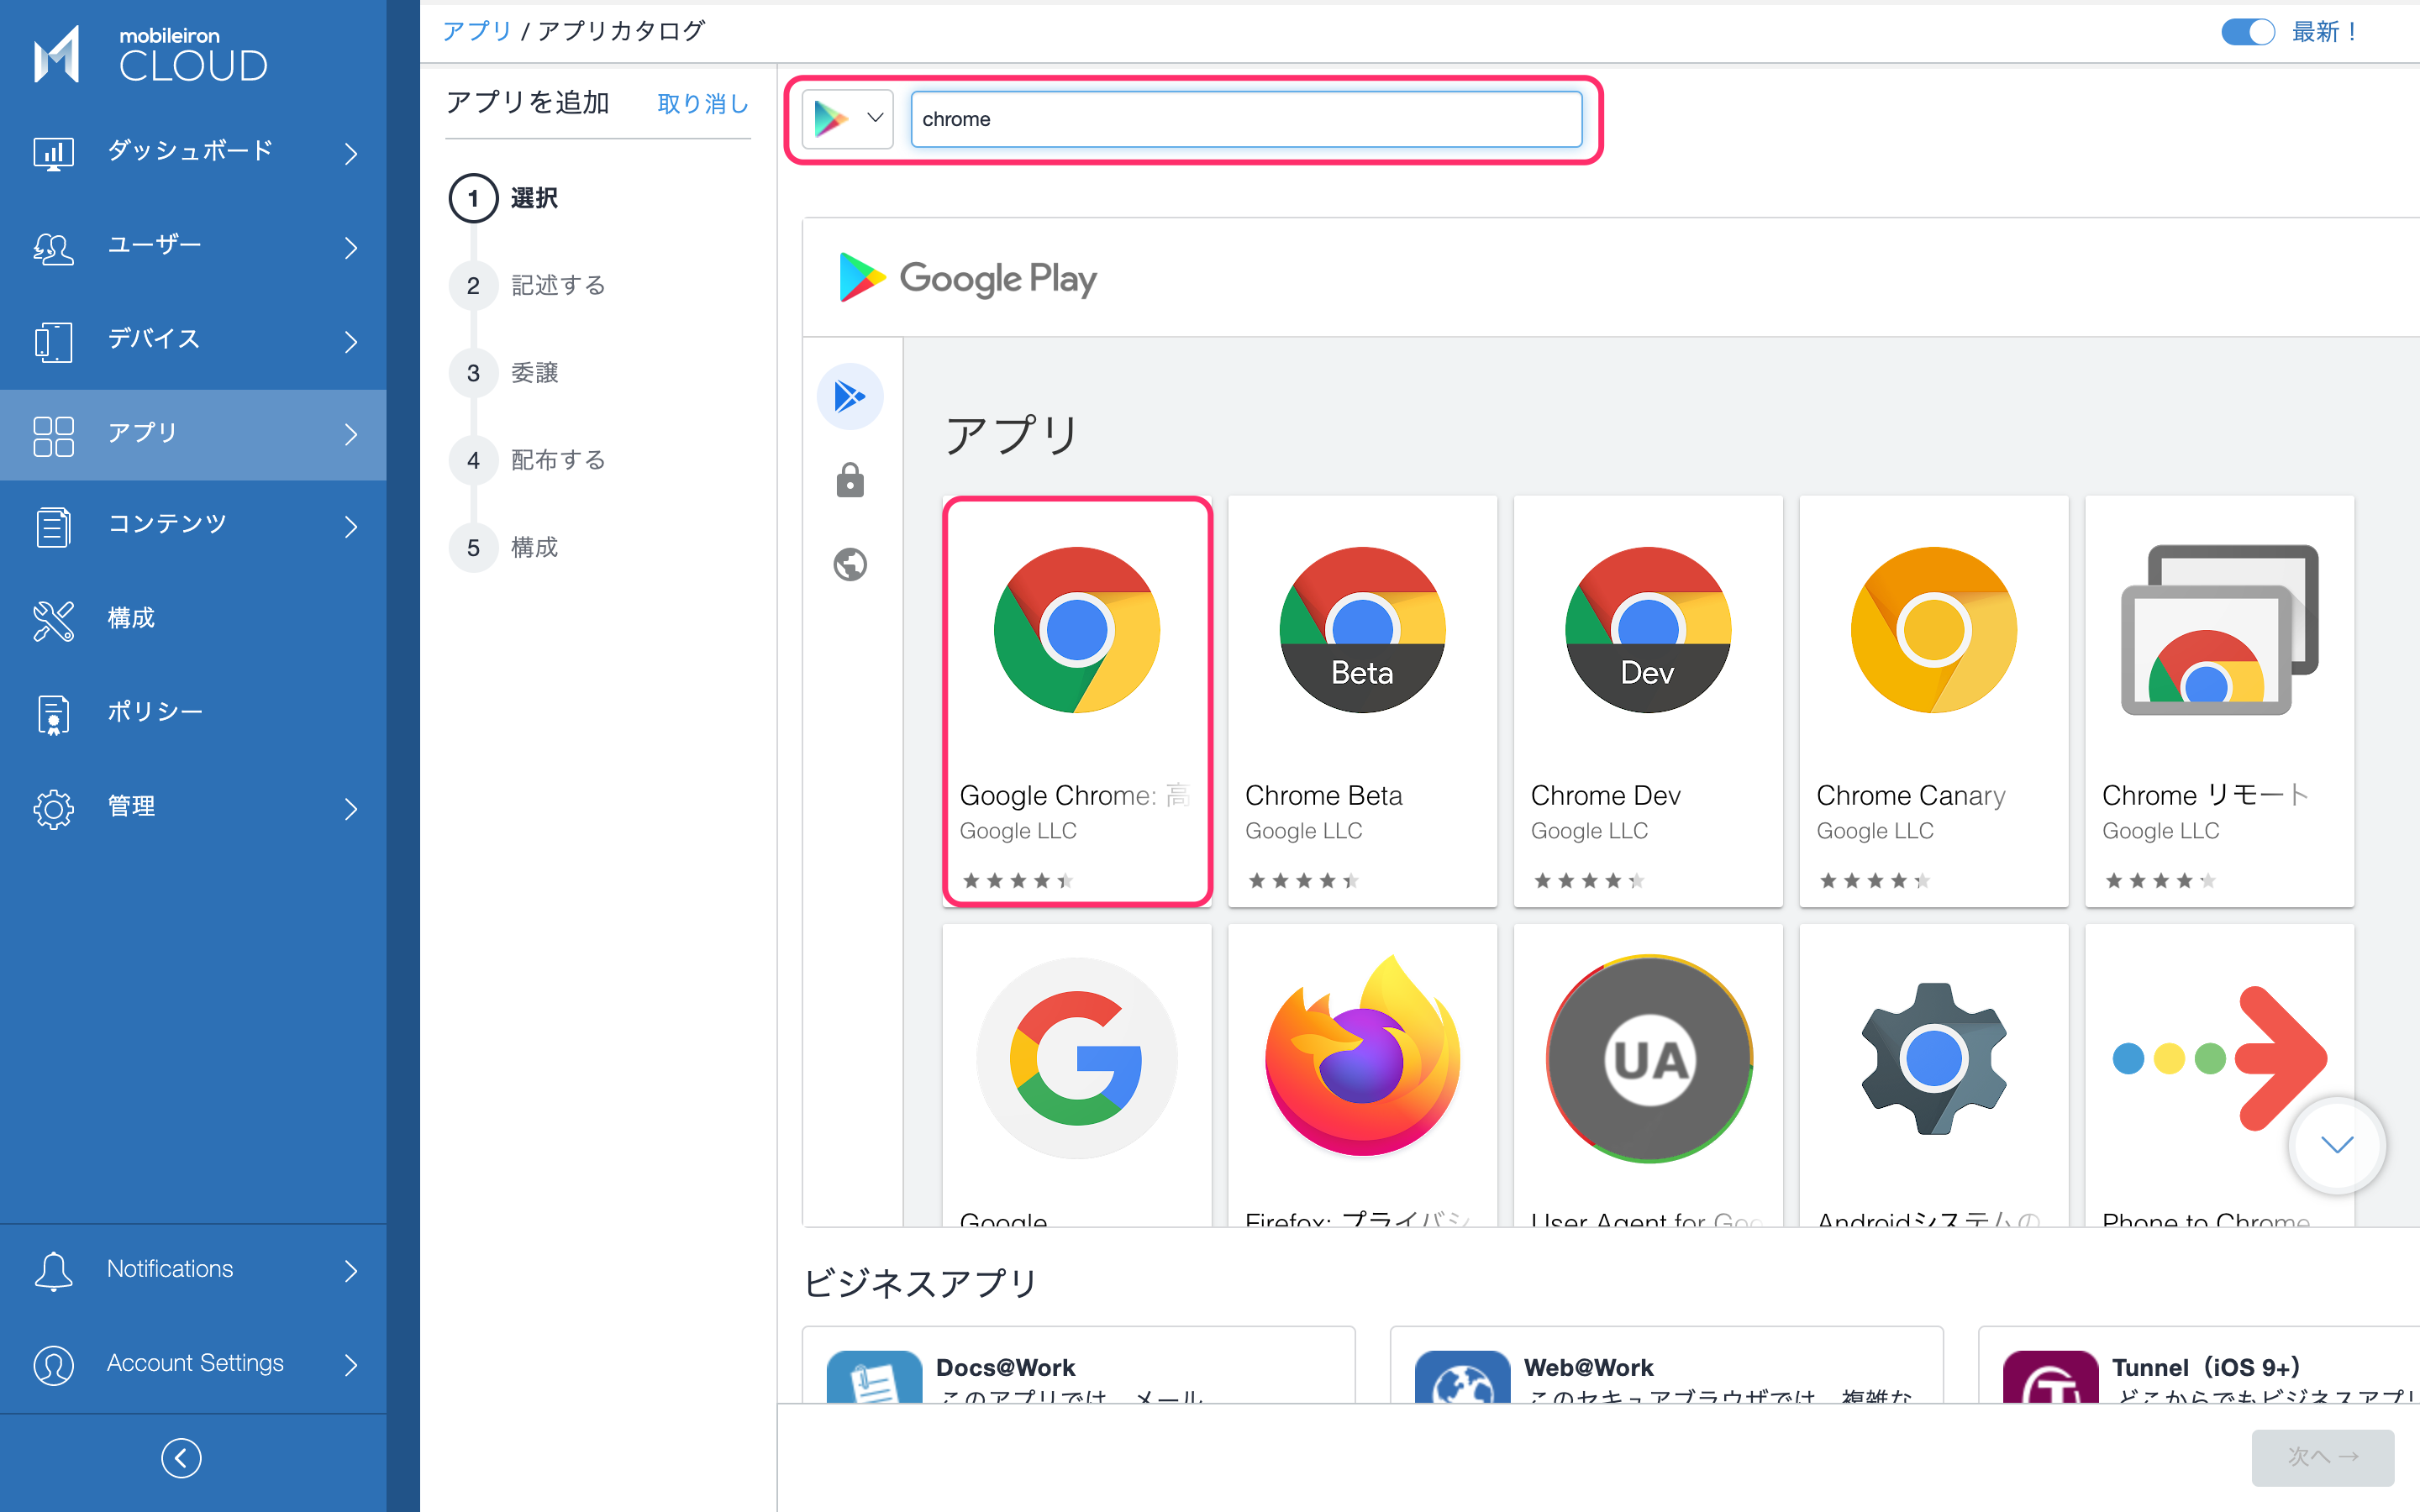 mobileiron
CLOUD
ダッシュボード
ユーザー
デバイス
アプリ
コンテンツ
構成
ポリシー
管理
Notifications
Account Settings
アプリ / アプリカタログ
最新！
アプリを追加 取り消し
1 選択
2 記述する
3 委譲
4 配布する
5 構成
chrome
Google Play
アプリ
Google Chrome: 高
Google LLC
Beta
Chrome Beta
Google LLC
Dev
Chrome Dev
Google LLC
Chrome Canary
Google LLC
Chrome リモート
Google LLC
Google
Firefox: プライバシ
UA
User Agent for Goo
Androidシステムの
Phone to Chrome
ビジネスアプリ
Docs@Work
このアプリでは、メール
Web@Work
このセキュアブラウザでは、複雑な
Tunnel（iOS 9+）
どこからでもビジネスアプリ
次へ →